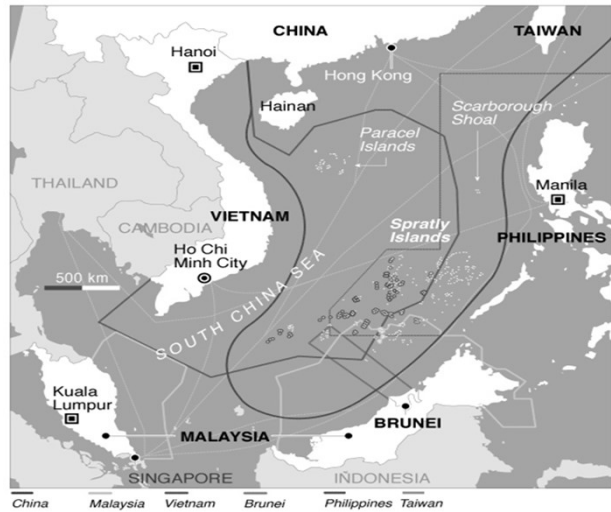 CHINA
TAIWAN
Hanoi
Hong Kong
Hainan
Scarborough
Shoal
Paracel
Islands
THAILAND
Manila
VIETNAM
CAMBODIA
Spratly
Islands
PHILIPPINES
Ho Chi
Minh City
500 km
SOUTH CHINA SEA
Kuala
Lumpur
BRUNEI
MALAYSIA
SINGAPORE
INDONESIA
China Malaysia Vietnam Brunei Philippines Taiwan